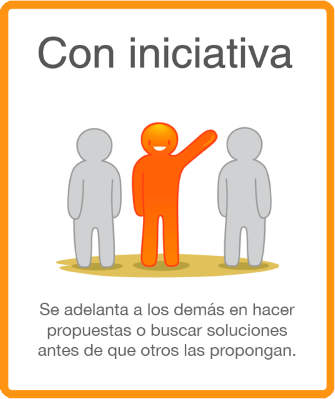 Con iniciativa
Se adelanta a los demás en hacer
propuestas o buscar soluciones
antes de que otros las propongan.